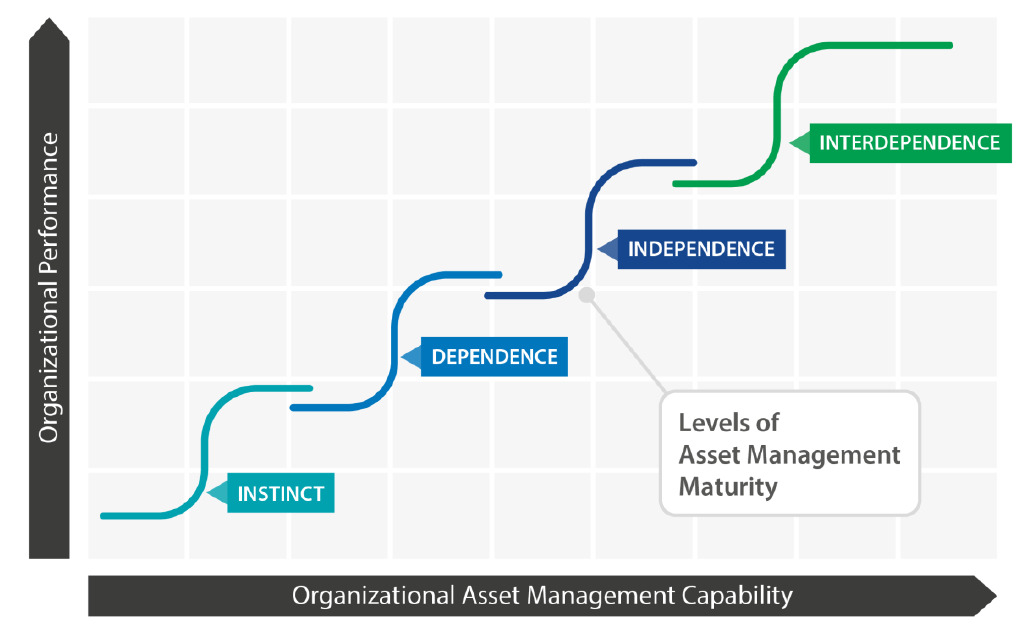 Organizational Performance
INTERDEPENDENCE
INDEPENDENCE
DEPENDENCE
Levels of
Asset Management
Maturity
INSTINCT
Organizational Asset Management Capability